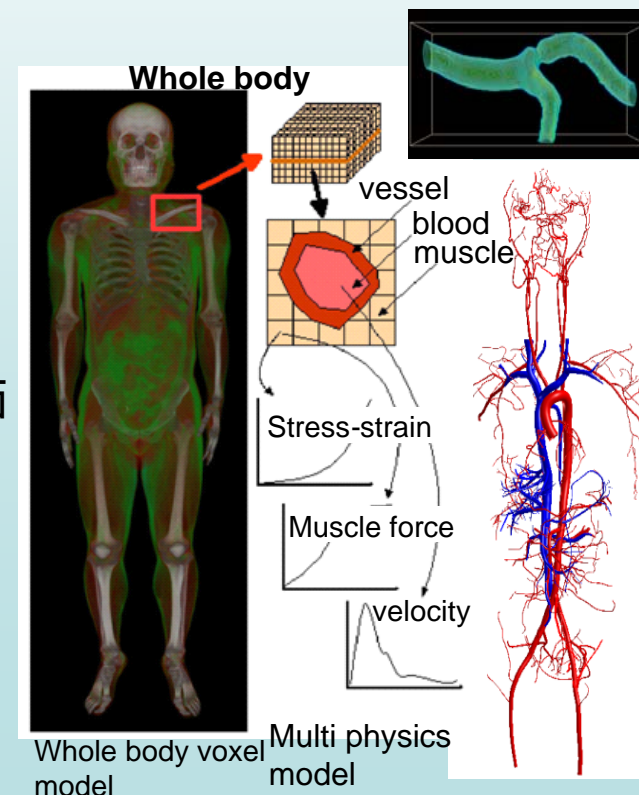 Whole body
vessel
blood
muscle
Stress-strain
Muscle force
velocity
Whole body voxel
model
Multi physics
model